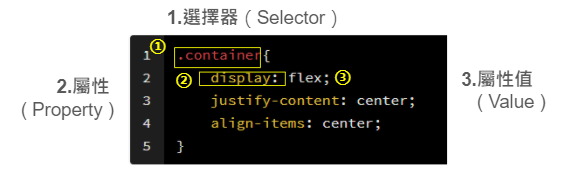 1.選擇器（Selector）
①
1 .container{
2.屬性
（Property）
② 2 display: flex; ③
3.屬性值
（Value）
3 justify-content: center;
4 align-items: center;
5 }